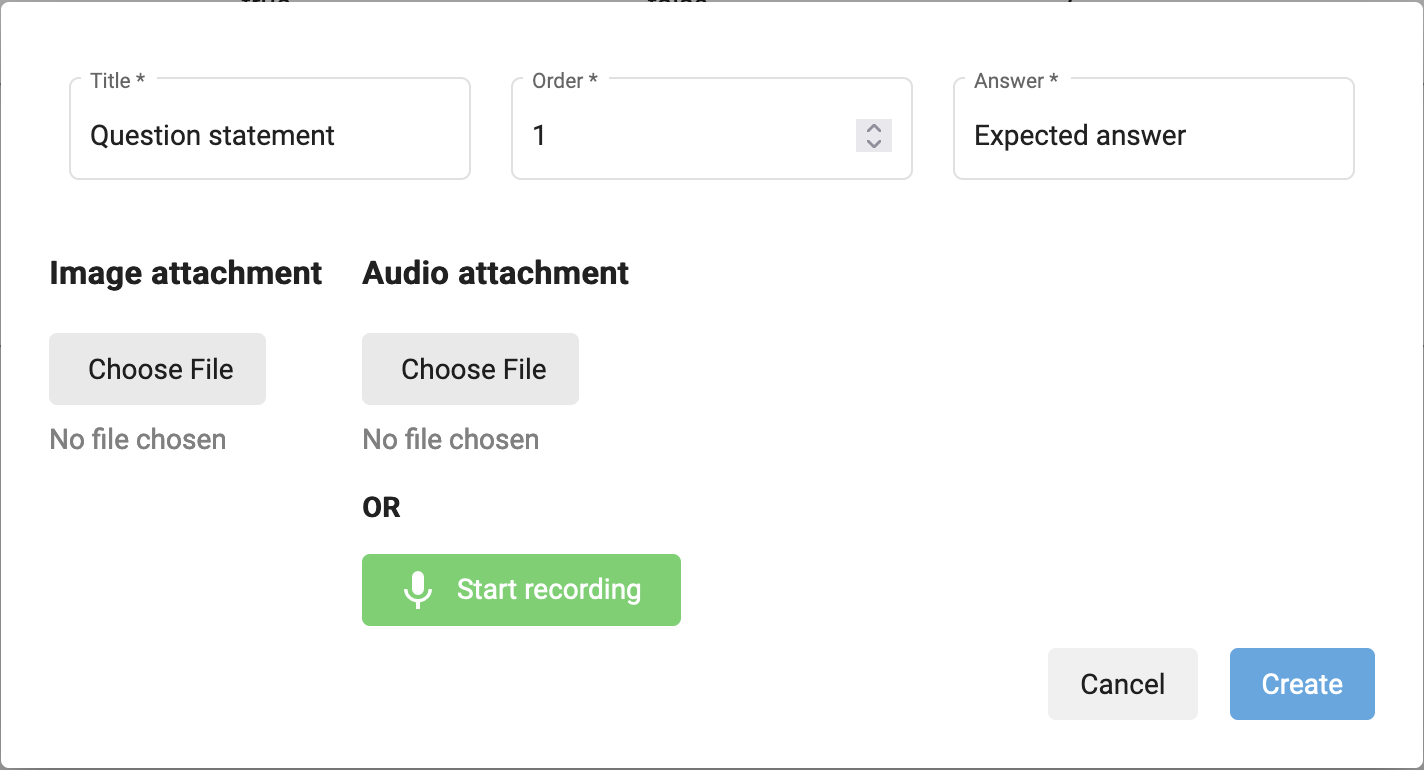 Title *
Order *
Answer *
Question statement
1
Expected answer
Image attachment
Audio attachment
Choose File
Choose File
No file chosen
No file chosen
OR
Start recording
Cancel
Create